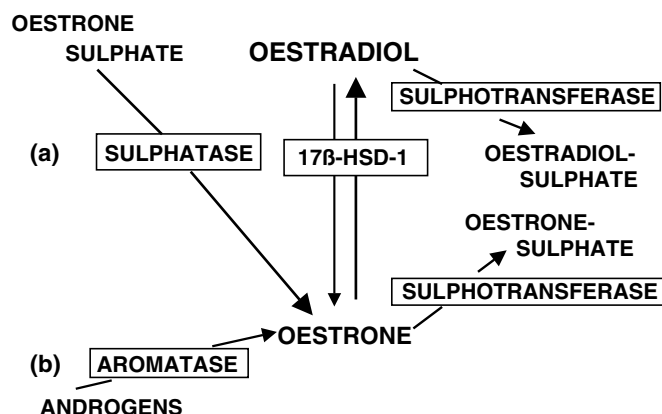 OESTRONE
SULPHATE
OESTRADIOL
SULPHOTRANSFERASE
(a)
SULPHATASE
17ß-HSD-1
OESTRADIOL-
SULPHATE
OESTRONE-
SULPHATE
SULPHOTRANSFERASE
OESTRONE
(b)
AROMATASE
ANDROGENS